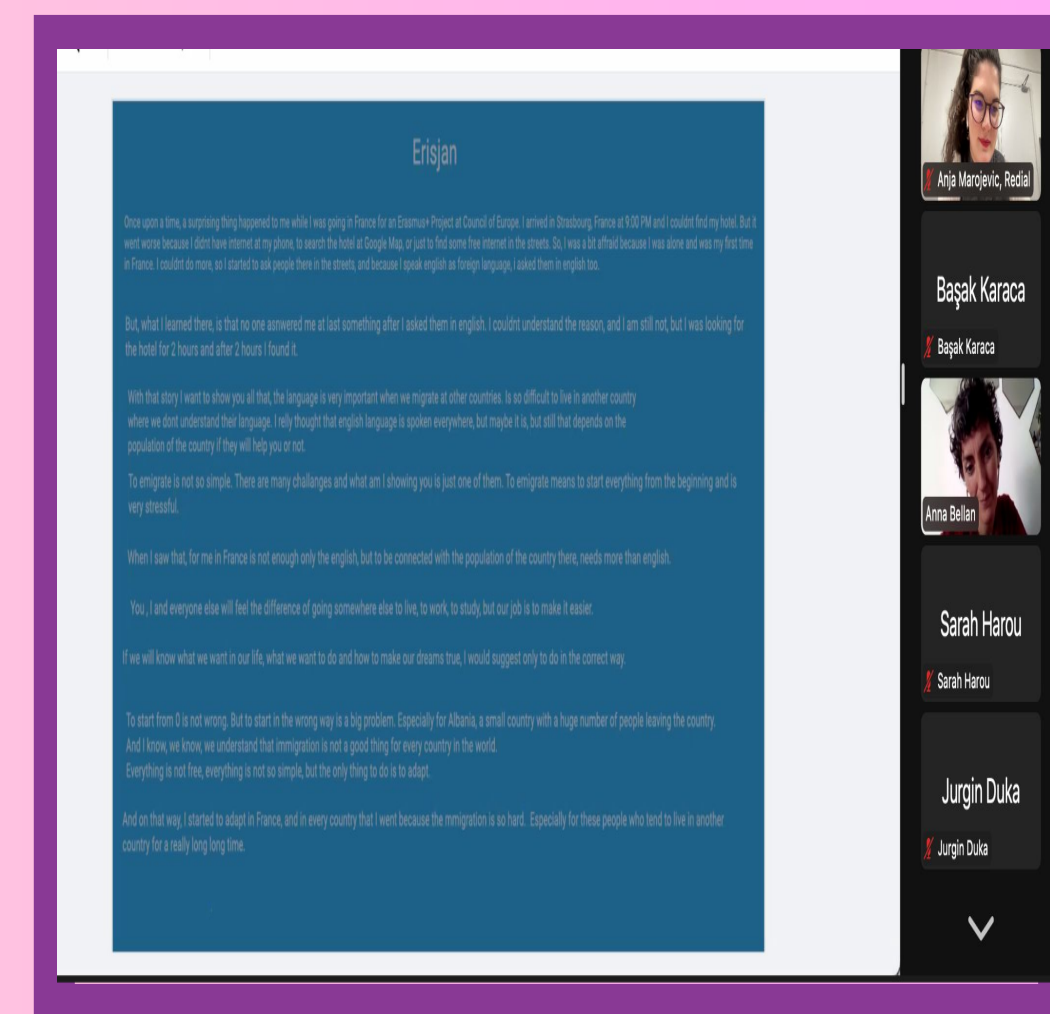 Erisjan
Once upon a time, a surprising thing happened to me while I was going in France for an Erasmus+ Project at Council of Europe. I arrived in Strasbourg, France at 9:00 PM and I couldnt find my hotel. But it
went worse because I didnt have internet at my phone, to search the hotel at Google Map, or just to find some free internet in the streets. So, I was a bit affraid because I was alone and was my first time
in France. I couldnt do more, so I started to ask people there in the streets, and because I speak english as foreign language, i asked them in english too.
But, what I learned there, is that no one asnwered me at last something after I asked them in english. I couldnt understand the reason, and I am still not, but I was looking for
the hotel for 2 hours and after 2 hours I found it.
With that story I want to show you all that, the language is very important when we migrate at other countries. Is so difficult to live in another country
where we dont understand their language. I relly thought that english language is spoken everywhere, but maybe it is, but still that depends on the
population of the country if they will help you or not.
To emigrate is not so simple. There are many challanges and what am I showing you is just one of them. To emigrate means to start everything from the beginning and is
very stressful.
When I saw that, for me in France is not enough only the english, but to be connected with the population of the country there, needs more than english.
You , I and everyone else will feel the difference of going somewhere else to live, to work, to study, but our job is to make it easier.
If we will know what we want in our life, what we want to do and how to make our dreams true, I would suggest only to do in the correct way.
To start from 0 is not wrong. But to start in the wrong way is a big problem. Especially for Albania, a small country with a huge number of people leaving the country.
And I know, we know, we understand that immigration is not a good thing for every country in the world.
Everything is not free, everything is not so simple, but the only thing to do is to adapt.
And on that way, I started to adapt in France, and in every country that I went because the mmigration is so hard. Especially for these people who tend to live in another
country for a really long long time.
Anja Marojevic, Redial
Başak Karaca
Başak Karaca
Anna Bellan
Sarah Harou
Sarah Harou
Jurgin Duka
Jurgin Duka